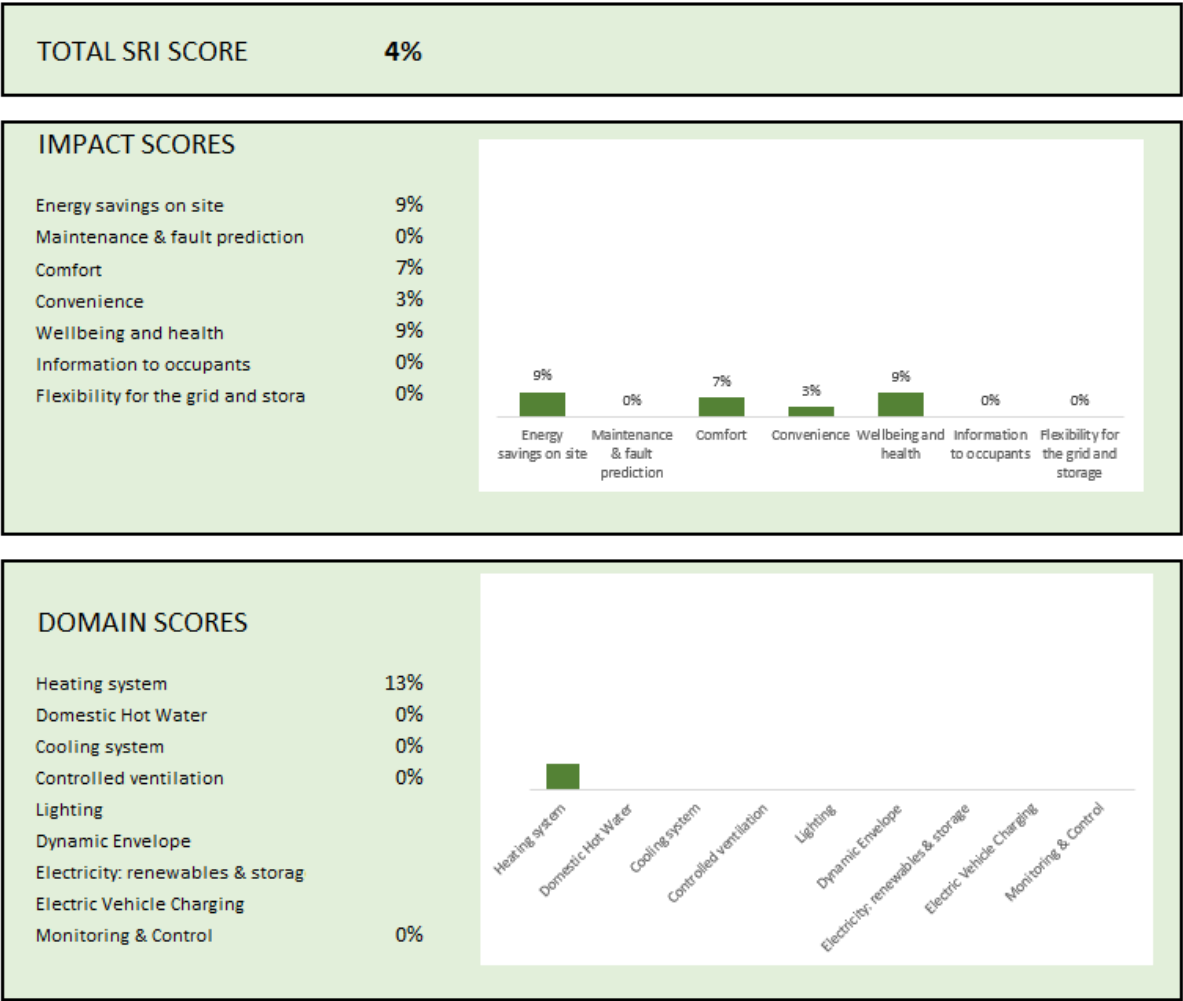 TOTAL SRI SCORE 4%
IMPACT SCORES
Energy savings on site 9%
Maintenance & fault prediction 0%
Comfort 7%
Convenience 3%
Wellbeing and health 9%
Information to occupants 0%
Flexibility for the grid and stora 0%
9% 0% 7% 3% 9% 0% 0%
Energy Maintenance Comfort Convenience Wellbeing and Information Flexibility for
savings on site & fault health to occupants the grid and
prediction storage
DOMAIN SCORES
Heating system 13%
Domestic Hot Water 0%
Cooling system 0%
Controlled ventilation 0%
Lighting
Dynamic Envelope
Electricity: renewables & storag
Electric Vehicle Charging
Monitoring & Control 0%
Heating system
Domestic Hot Water
Cooling system
Controlled ventilation
Lighting
Dynamic Envelope
Electricity: renewables & storage
Electric Vehicle Charging
Monitoring & Control